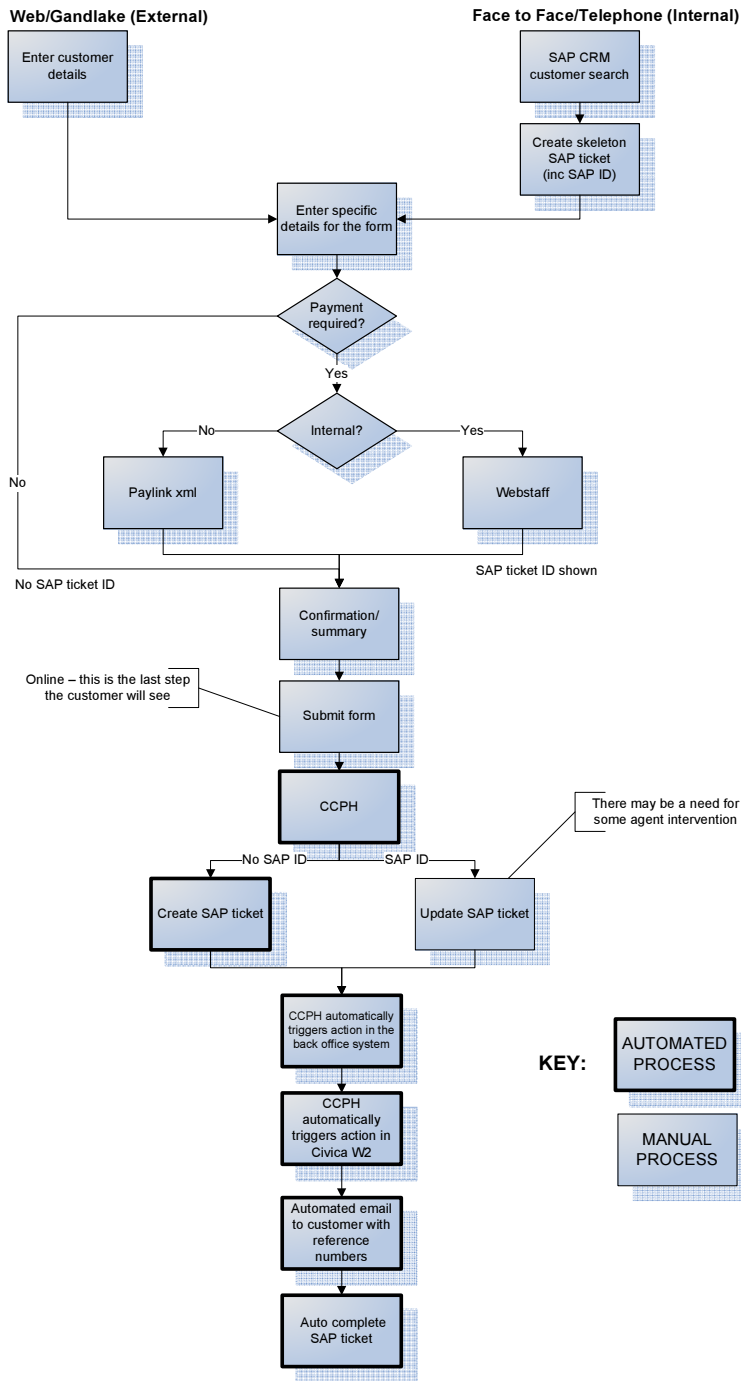 Web/Gandlake (External)
Face to Face/Telephone (Internal)
Enter customer
details
SAP CRM
customer search
Create skeleton
SAP ticket
(inc SAP ID)
Enter specific
details for the form
Payment
required?
Yes
Internal?
No
Yes
No
Paylink xml
Webstaff
No SAP ticket ID
SAP ticket ID shown
Confirmation/
summary
Online – this is the last step
the customer will see
Submit form
CCPH
There may be a need for
some agent intervention
No SAP ID
SAP ID
Create SAP ticket
Update SAP ticket
CCPH automatically
triggers action in the
back office system
KEY:
AUTOMATED
PROCESS
CCPH
automatically
triggers action in
Civica W2
MANUAL
PROCESS
Automated email
to customer with
reference
numbers
Auto complete
SAP ticket